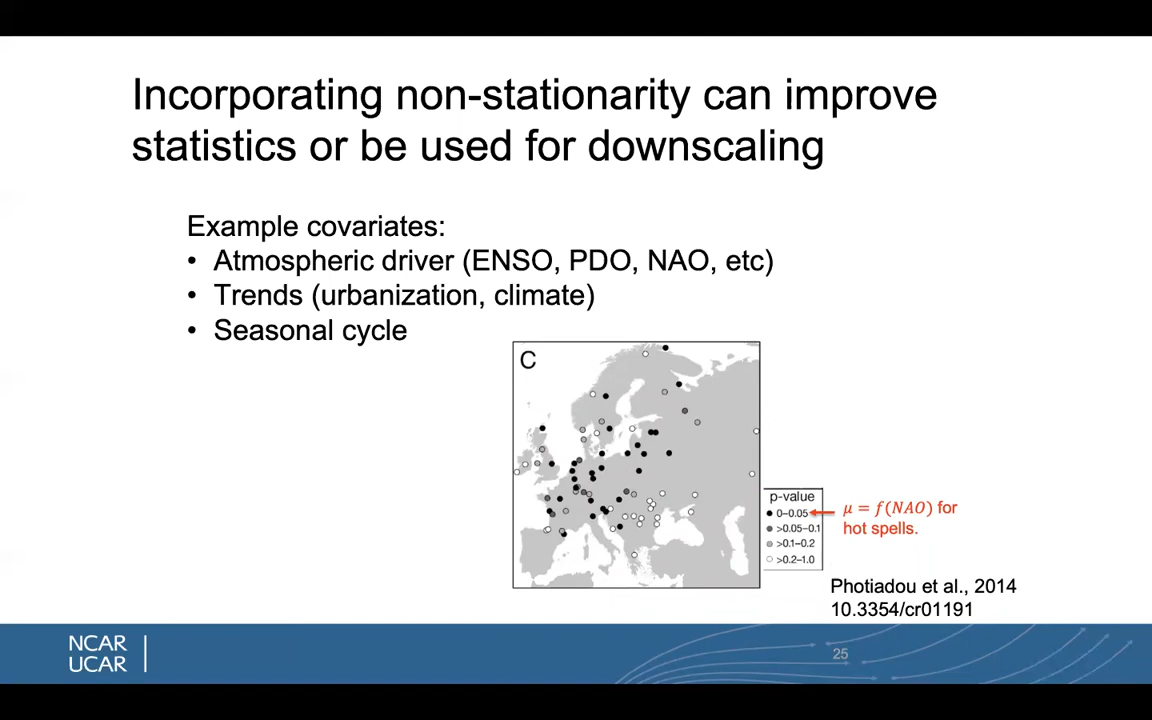 Incorporating non-stationarity can improve
statistics or be used for downscaling
Example covariates:
• Atmospheric driver (ENSO, PDO, NAO, etc)
• Trends (urbanization, climate)
• Seasonal cycle
C
p-value
0–0.05
>0.05–0.1
>0.1–0.2
>0.2–1.0
μ = f(NAO) for
hot spells.
Photiadou et al., 2014
10.3354/cr01191
NCAR
UCAR
25